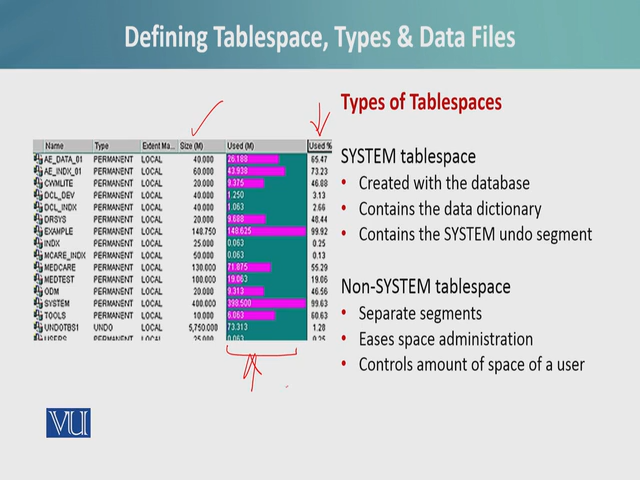 Defining Tablespace, Types & Data Files
Types of Tablespaces
Name Type Extent Ma... Size (M) Used (M) Used %
AE_DATA_01 PERMANENT LOCAL 40.000 26.188 65.47
AE_INDX_01 PERMANENT LOCAL 60.000 43.938 73.23
CWMLITE PERMANENT LOCAL 20.000 9.375 46.88
DCL_DEV PERMANENT LOCAL 40.000 1.250 3.13
DCL_INDX PERMANENT LOCAL 40.000 1.063 2.66
DRSYS PERMANENT LOCAL 20.000 9.688 48.44
EXAMPLE PERMANENT LOCAL 148.750 148.625 99.92
INDX PERMANENT LOCAL 25.000 0.063 0.25
MCARE_INDX PERMANENT LOCAL 50.000 0.063 0.13
MEDCARE PERMANENT LOCAL 130.000 71.875 55.29
MEDTEST PERMANENT LOCAL 100.000 19.063 19.06
ODM PERMANENT LOCAL 20.000 9.313 46.56
SYSTEM PERMANENT LOCAL 400.000 398.500 99.63
TOOLS PERMANENT LOCAL 10.000 6.063 60.63
UNDOTBS1 UNDO LOCAL 5,750.000 73.313 1.28
USERS PERMANENT LOCAL 25.000 0.063 0.25
SYSTEM tablespace
• Created with the database
• Contains the data dictionary
• Contains the SYSTEM undo segment
Non-SYSTEM tablespace
• Separate segments
• Eases space administration
• Controls amount of space of a user
VU